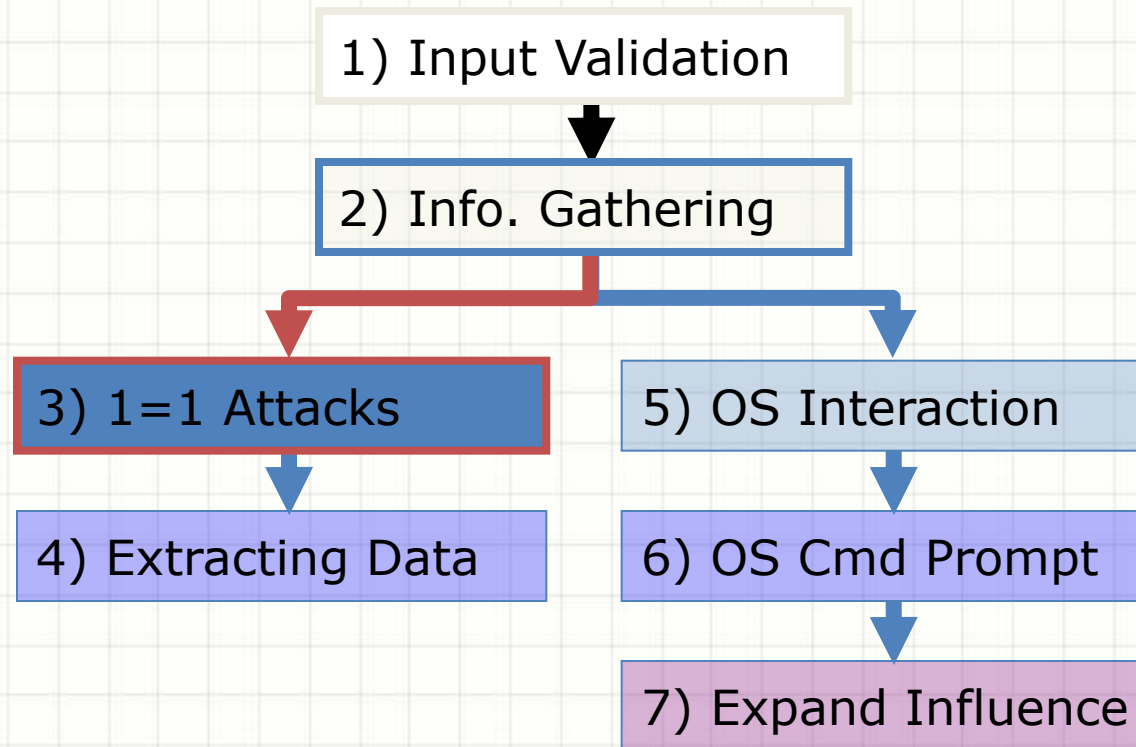 1) Input Validation
2) Info. Gathering
3) 1=1 Attacks
5) OS Interaction
4) Extracting Data
6) OS Cmd Prompt
7) Expand Influence